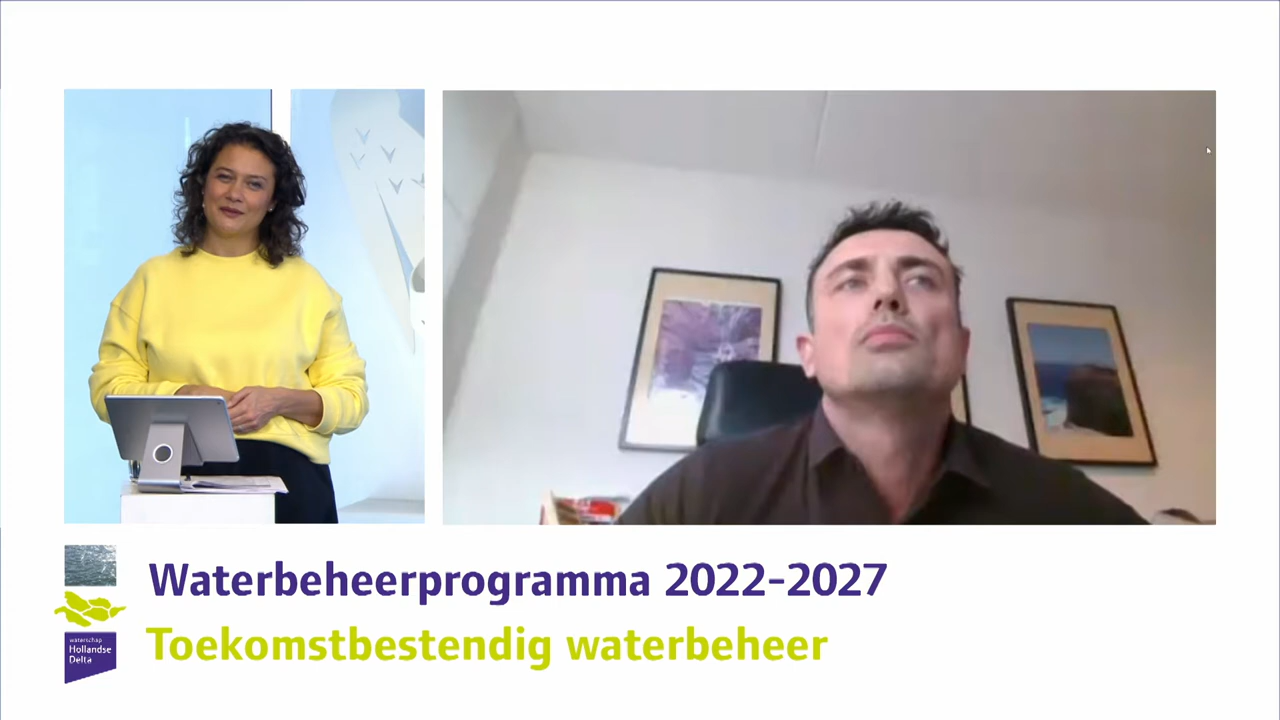 Waterbeheerprogramma 2022-2027
Toekomstbestendig waterbeheer
waterschap
Hollandse
Delta